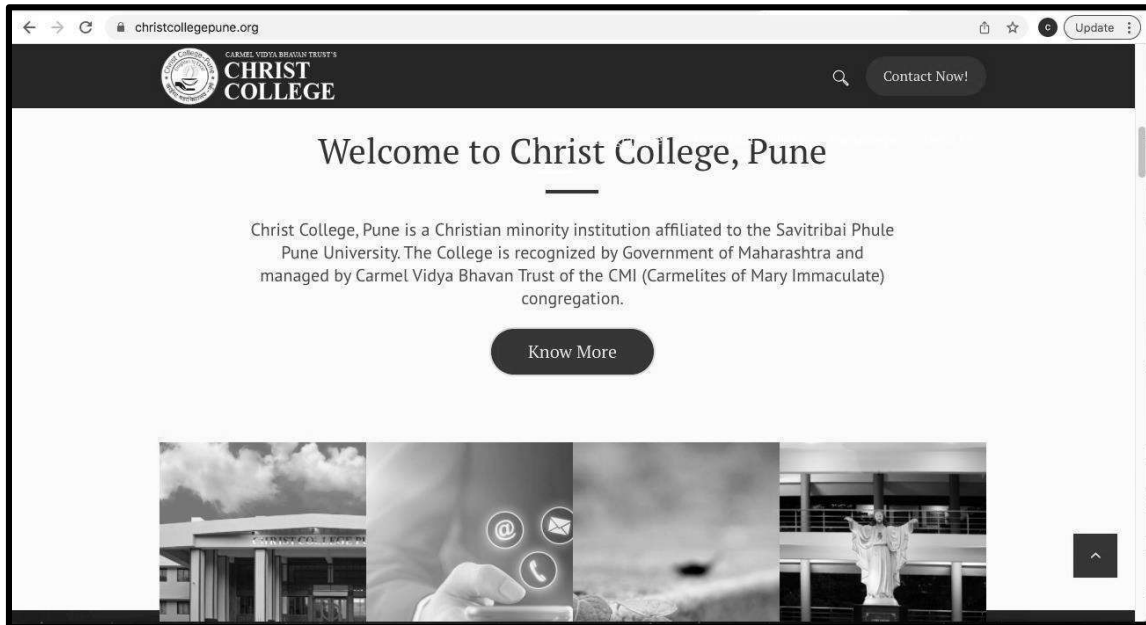 christcollegepune.org
Update
CARMEL VIDYA BHAVAN TRUST'S
CHRIST
COLLEGE
Contact Now!
Welcome to Christ College, Pune
Christ College, Pune is a Christian minority institution affiliated to the Savitribai Phule
Pune University. The College is recognized by Government of Maharashtra and
managed by Carmel Vidya Bhavan Trust of the CMI (Carmelites of Mary Immaculate)
congregation.
Know More
CHRIST COLLEGE